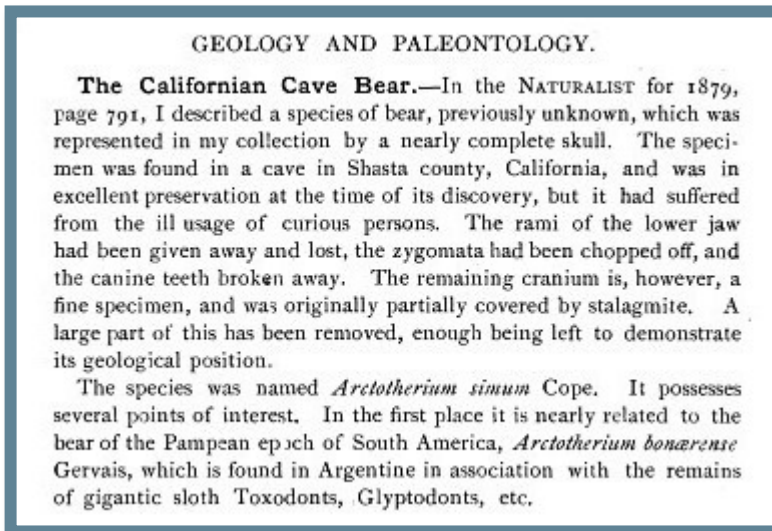 GEOLOGY AND PALEONTOLOGY.
The Californian Cave Bear.—In the NATURALIST for 1879,
page 791, I described a species of bear, previously unknown, which was
represented in my collection by a nearly complete skull. The speci-
men was found in a cave in Shasta county, California, and was in
excellent preservation at the time of its discovery, but it had suffered
from the ill usage of curious persons. The rami of the lower jaw
had been given away and lost, the zygomata had been chopped off, and
the canine teeth broken away. The remaining cranium is, however, a
fine specimen, and was originally partially covered by stalagmite. A
large part of this has been removed, enough being left to demonstrate
its geological position.
The species was named Arctotherium simum Cope. It possesses
several points of interest. In the first place it is nearly related to the
bear of the Pampean epoch of South America, Arctotherium bonærense
Gervais, which is found in Argentine in association with the remains
of gigantic sloth Toxodonts, Glyptodonts, etc.